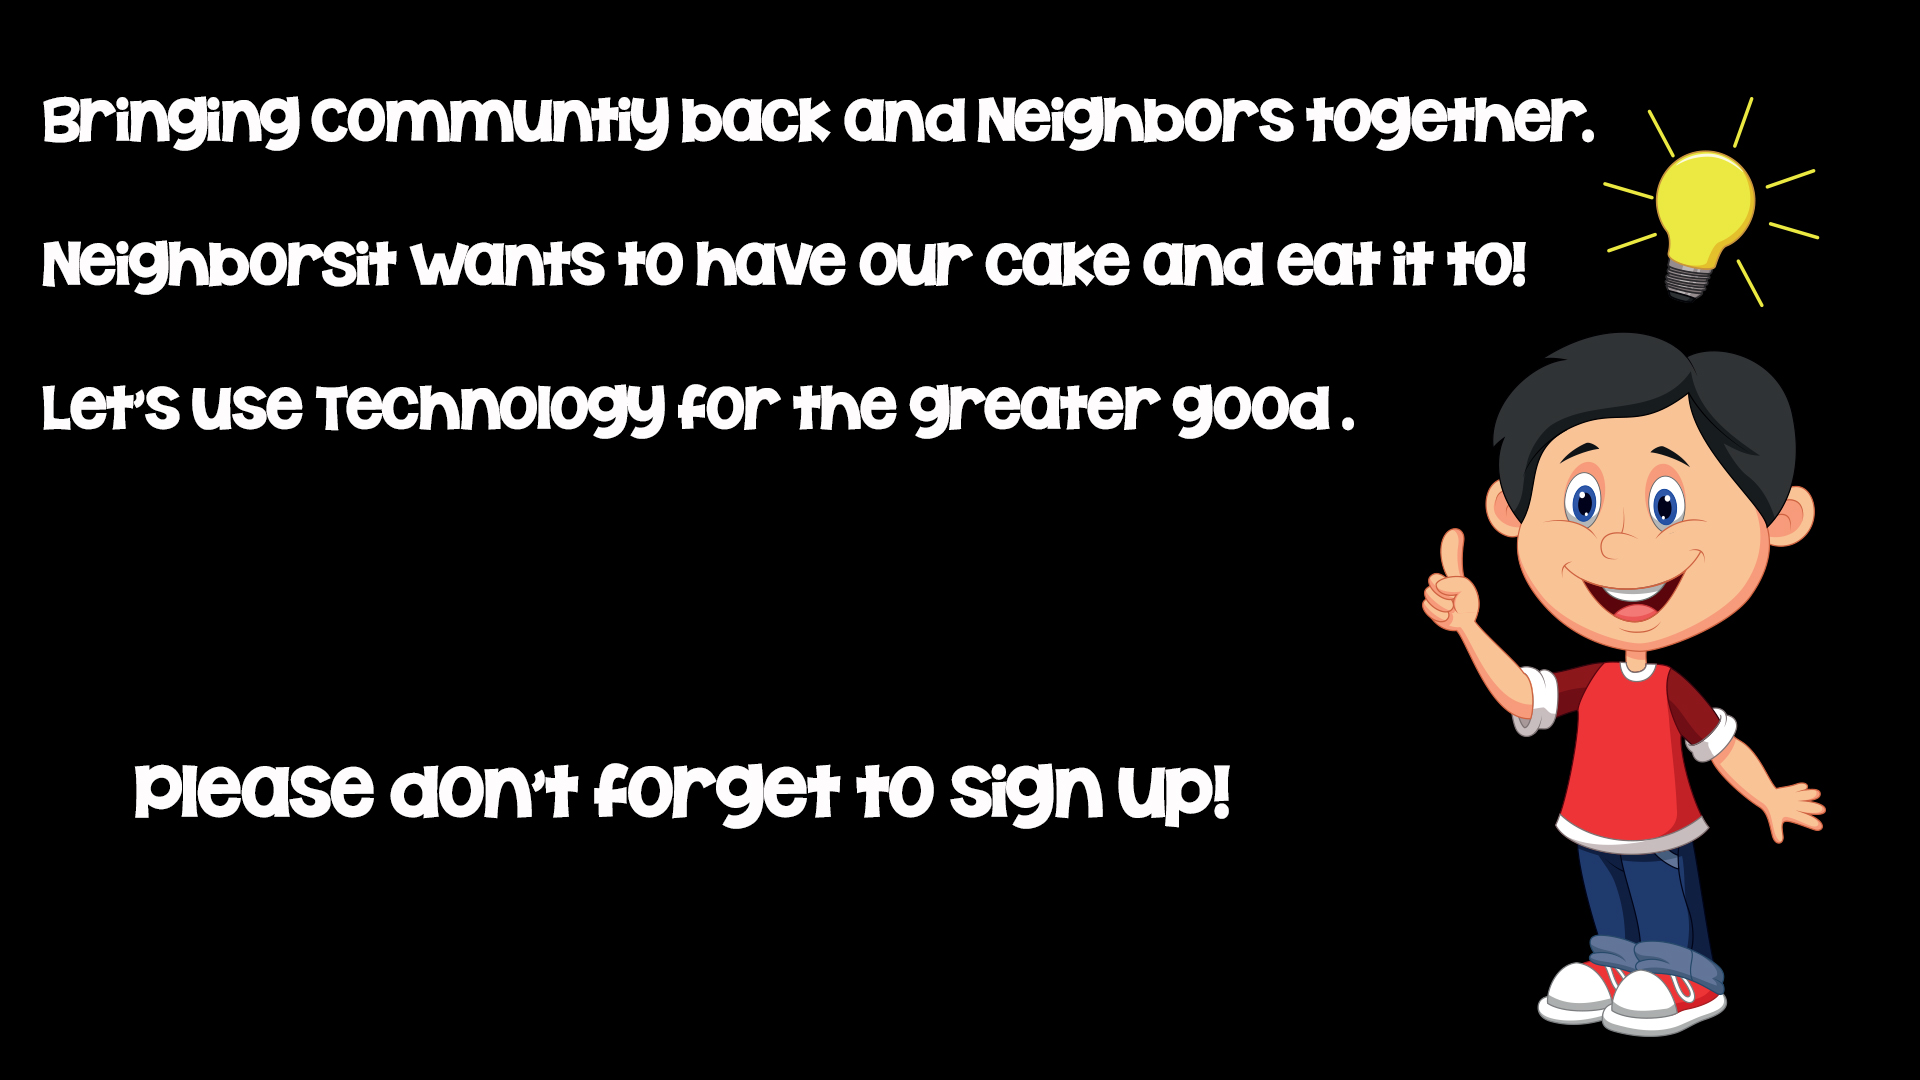 Bringing communtiy back and Neighbors together.
Neighborsit wants to have our cake and eat it to!
Let's use Technology for the greater good .
please don't forget to sign up!